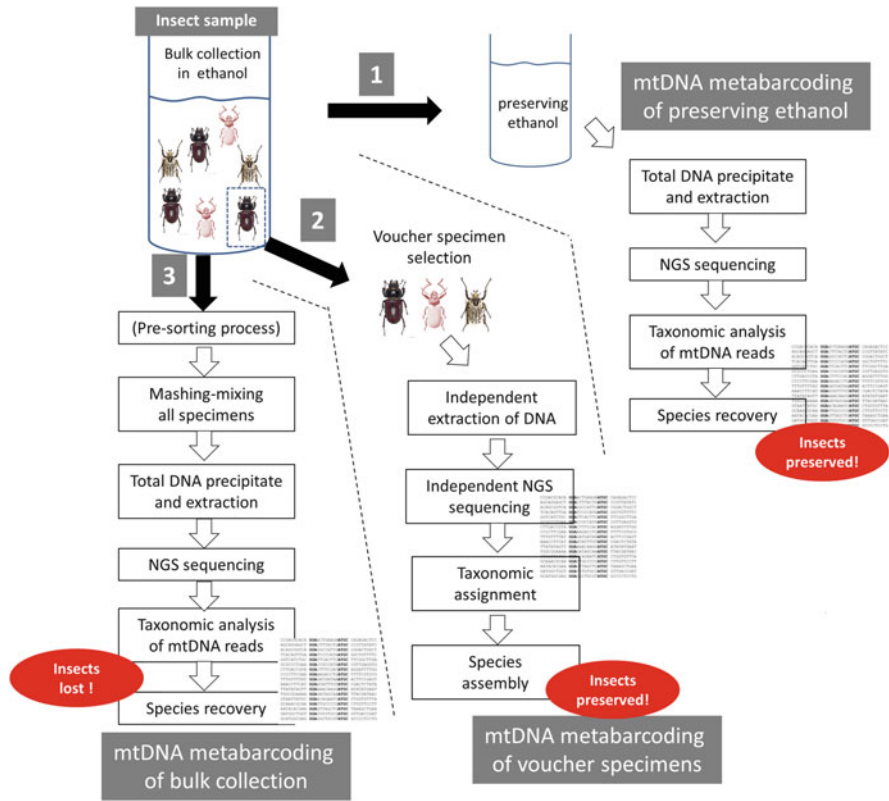 Insect sample
Bulk collection
in ethanol
1
preserving
ethanol
mtDNA metabarcoding
of preserving ethanol
Total DNA precipitate
and extraction
NGS sequencing
Taxonomic analysis
of mtDNA reads
Species recovery
Insects
preserved!
2
Voucher specimen
selection
Independent
extraction of DNA
Independent NGS
sequencing
Taxonomic
assignment
Species
assembly
Insects
preserved!
mtDNA metabarcoding
of voucher specimens
3
(Pre-sorting process)
Mashing-mixing
all specimens
Total DNA precipitate
and extraction
NGS sequencing
Taxonomic analysis
of mtDNA reads
Insects
lost !
Species recovery
mtDNA metabarcoding
of bulk collection